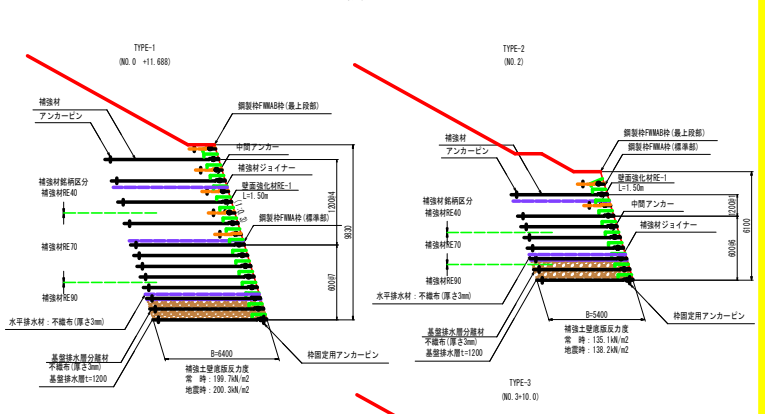 TYPE-1
(NO.0 +11.688)
補強材
アンカーピン
鋼製枠FWMAB枠(最上段部)
中間アンカー
補強材ジョイナー
壁面強化材RE-1
L=1.50m
鋼製枠FWMA枠(標準部)
補強材銘柄区分
補強材RE40
補強材RE70
補強材RE90
水平排水材：不織布(厚さ3mm)
基盤排水層分離材
不織布(厚さ3mm)
基盤排水層t=1200
1200@4
600@7
9830
B=6400
枠固定用アンカーピン
補強土壁底版反力度
常 時：199.7kN/m2
地震時：200.3kN/m2
TYPE-2
(NO.2)
補強材
アンカーピン
鋼製枠FWMAB枠(最上段部)
鋼製枠FWMA枠(標準部)
壁面強化材RE-1
L=1.50m
中間アンカー
補強材ジョイナー
補強材銘柄区分
補強材RE40
補強材RE70
補強材RE90
水平排水材：不織布(厚さ3mm)
基盤排水層分離材
不織布(厚さ3mm)
基盤排水層t=1200
600@6
6100
B=5400
枠固定用アンカーピン
補強土壁底版反力度
常 時：135.1kN/m2
地震時：138.2kN/m2
TYPE-3
(NO.3+10.0)